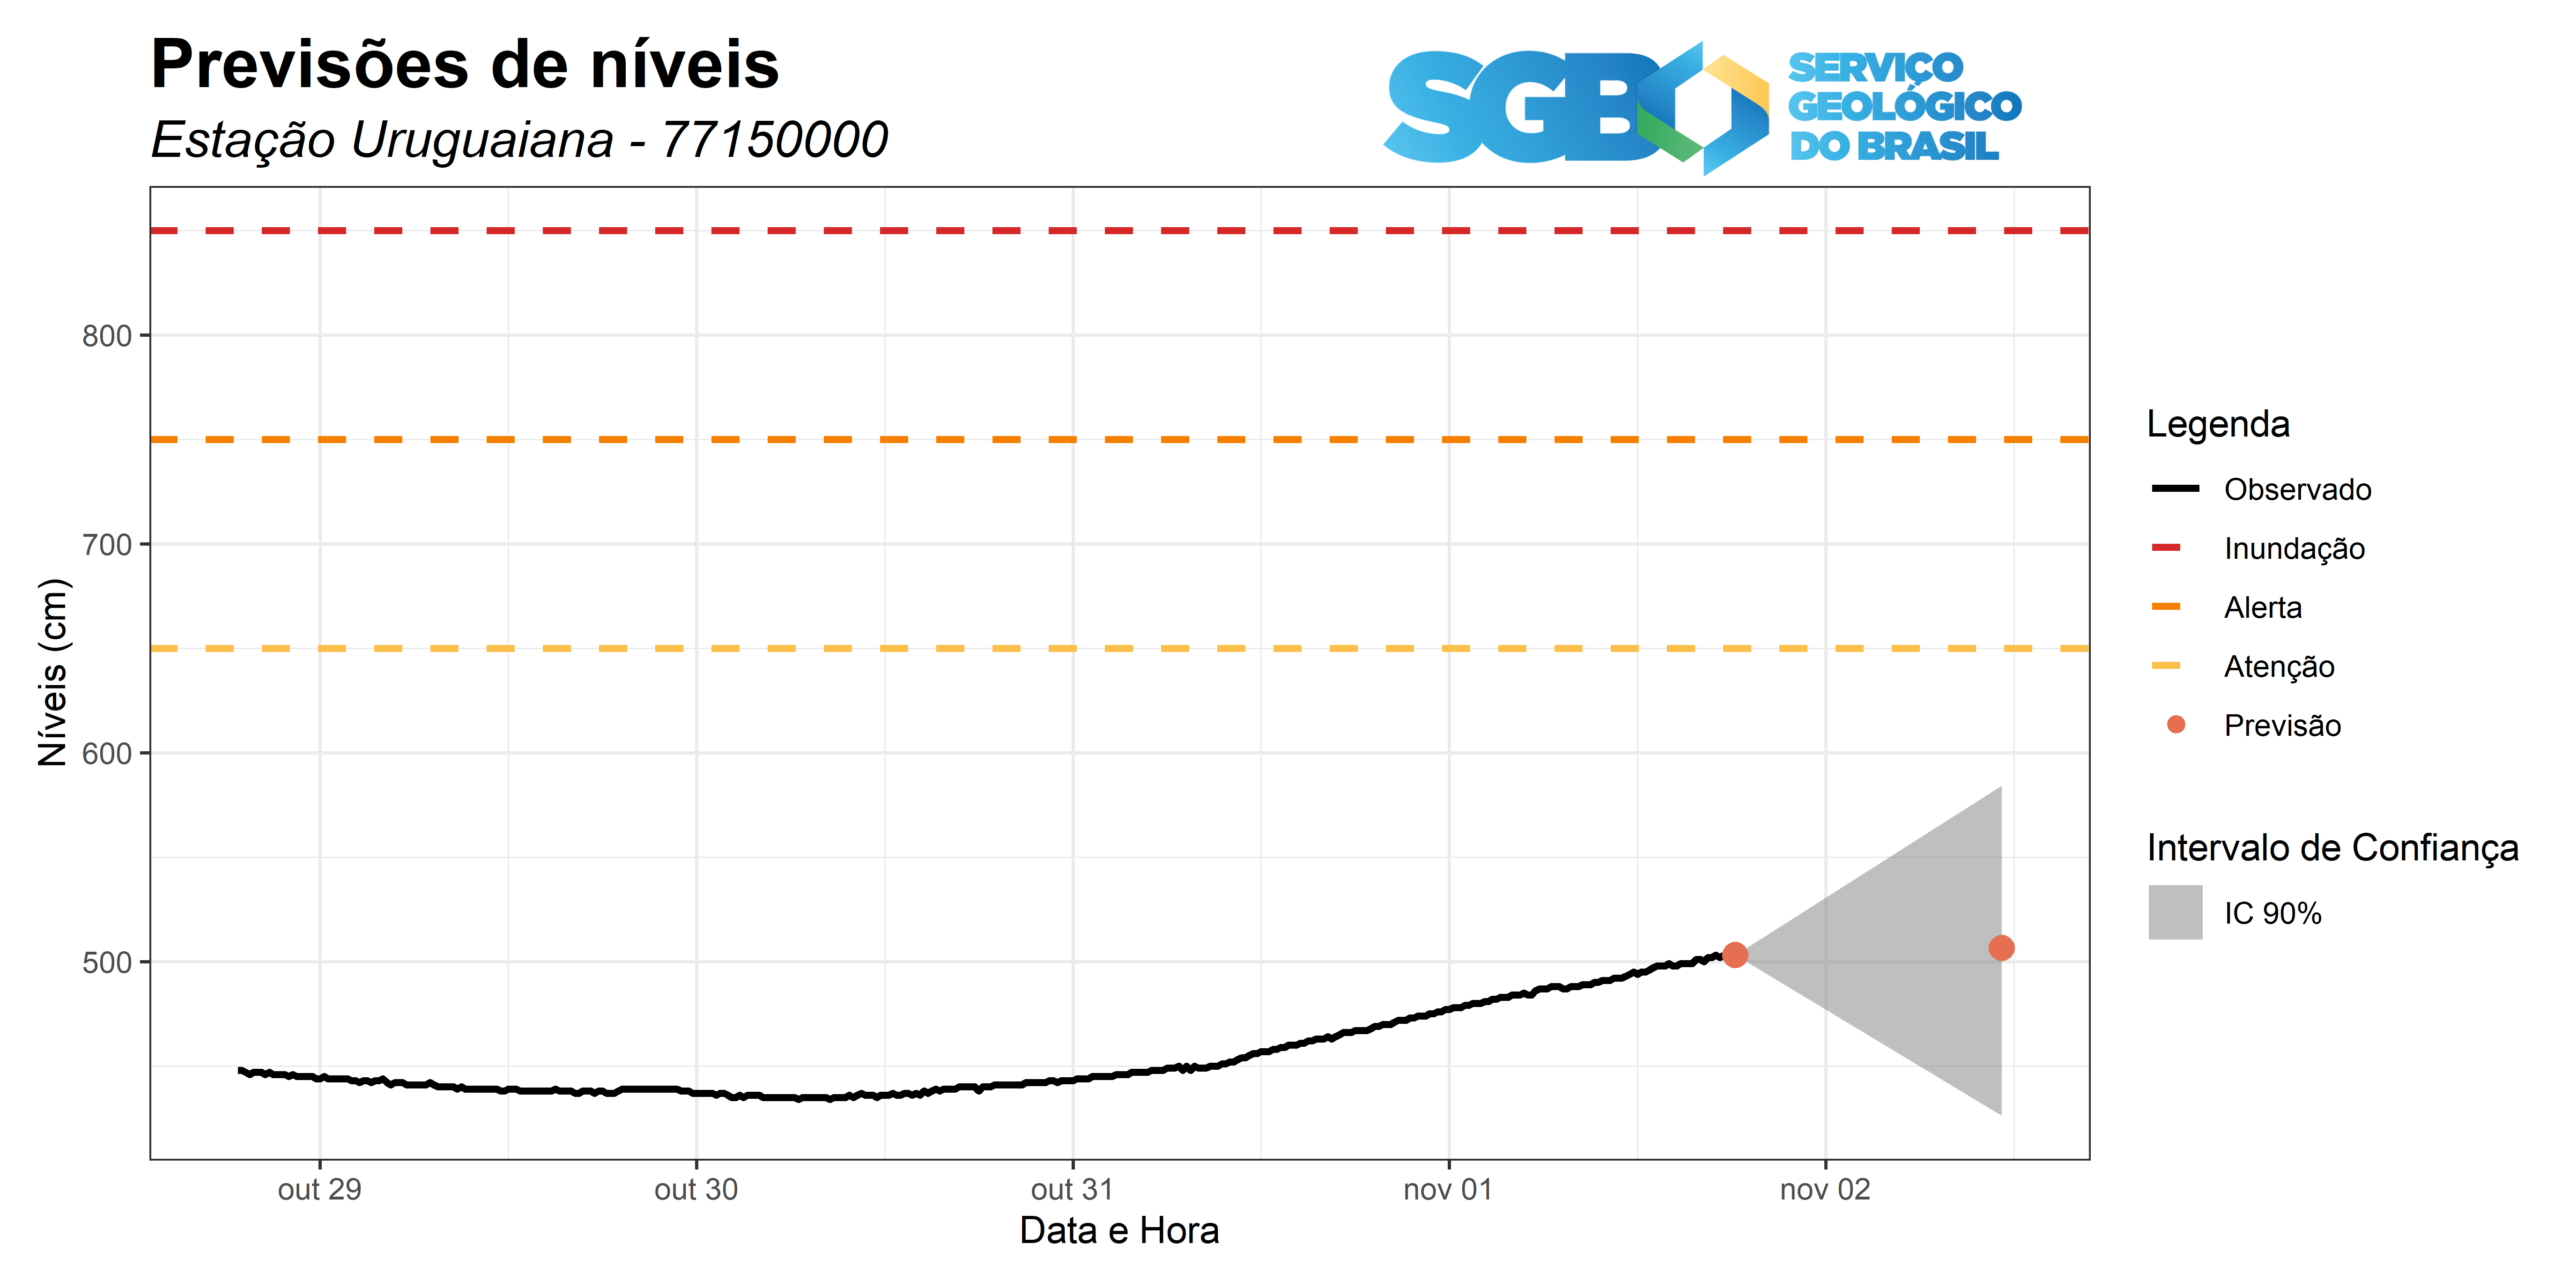 Previsões de níveis
Estação Uruguaiana - 77150000
SGB
SERVIÇO
GEOLÓGICO
DO BRASIL
800
700
600
500
Níveis (cm)
out 29
out 30
out 31
nov 01
nov 02
Data e Hora
Legenda
Observado
Inundação
Alerta
Atenção
Previsão
Intervalo de Confiança
IC 90%